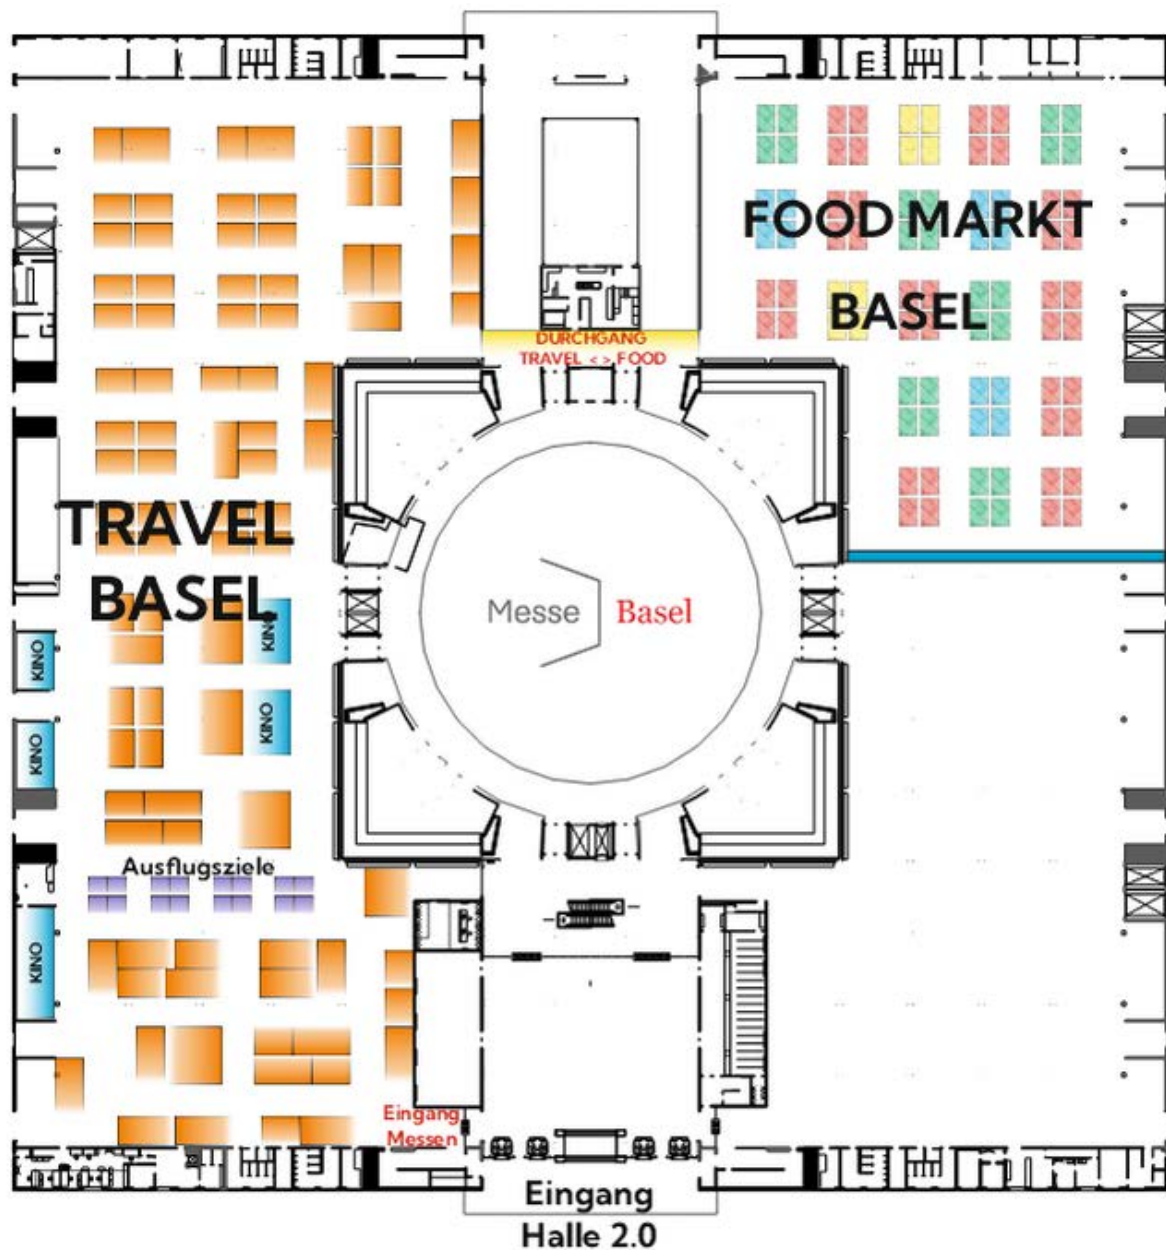 FOOD MARKT
BASEL
DURCHGANG
TRAVEL <> FOOD
TRAVEL
BASEL
Messe Basel
KINO
KINO
KINO
KINO
Ausflugsziele
KINO
Eingang
Messen
Eingang
Halle 2.0